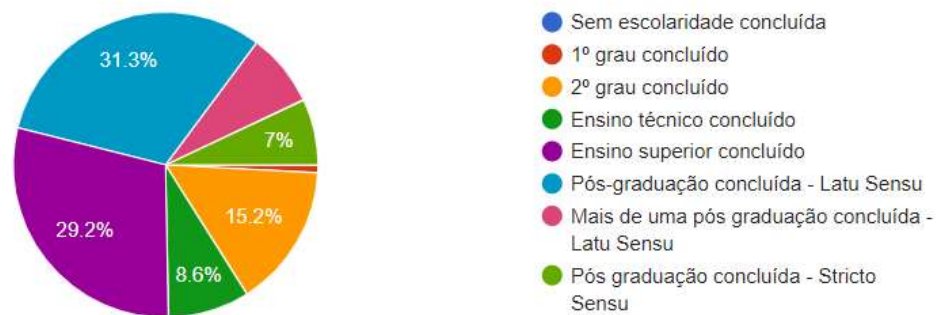 31.3%
7%
15.2%
8.6%
29.2%
Sem escolaridade concluída
1º grau concluído
2º grau concluído
Ensino técnico concluído
Ensino superior concluído
Pós-graduação concluída - Latu Sensu
Mais de uma pós graduação concluída -
Latu Sensu
Pós graduação concluída - Stricto
Sensu